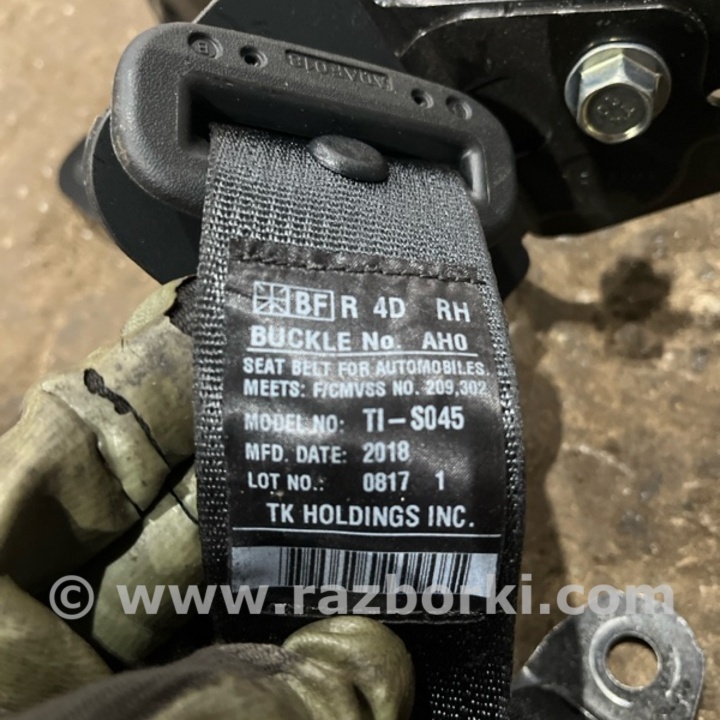 BF R 4D RH
BUCKLE No. AH0
SEAT BELT FOR AUTOMOBILES.
MEETS: F/CMVSS NO. 209,302
MODEL NO: TI-S045
MFD. DATE: 2018
LOT NO.: 0817 1
TK HOLDINGS INC.
© www.razborki.com